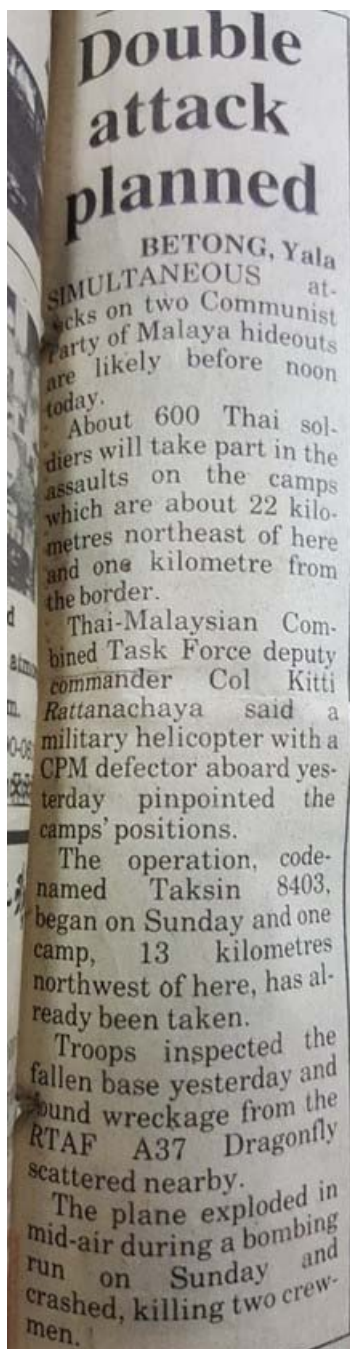 Double
attack
planned
BETONG, Yala
SIMULTANEOUS at-
tacks on two Communist
Party of Malaya hideouts
are likely before noon
today.
About 600 Thai sol-
diers will take part in the
assaults on the camps
which are about 22 kilo-
metres northeast of here
and one kilometre from
the border.
Thai-Malaysian Com-
bined Task Force deputy
commander Col Kitti
Rattanachaya said a
military helicopter with a
CPM defector aboard yes-
terday pinpointed the
camps' positions.
The operation, code-
named Taksin 8403,
began on Sunday and one
camp, 13 kilometres
northwest of here, has al-
ready been taken.
Troops inspected the
fallen base yesterday and
found wreckage from the
RTAF A37 Dragonfly
scattered nearby.
The plane exploded in
mid-air during a bombing
run on Sunday and
crashed, killing two crew-
men.